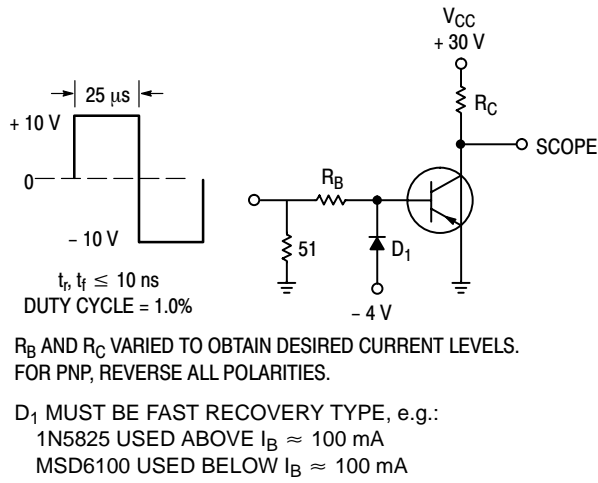 V_CC
+ 30 V
25 μs
+ 10 V
R_C
SCOPE
R_B
0
51
D_1
– 10 V
– 4 V
t_r, t_f ≤ 10 ns
DUTY CYCLE = 1.0%
R_B AND R_C VARIED TO OBTAIN DESIRED CURRENT LEVELS.
FOR PNP, REVERSE ALL POLARITIES.
D_1 MUST BE FAST RECOVERY TYPE, e.g.:
1N5825 USED ABOVE I_B ≈ 100 mA
MSD6100 USED BELOW I_B ≈ 100 mA